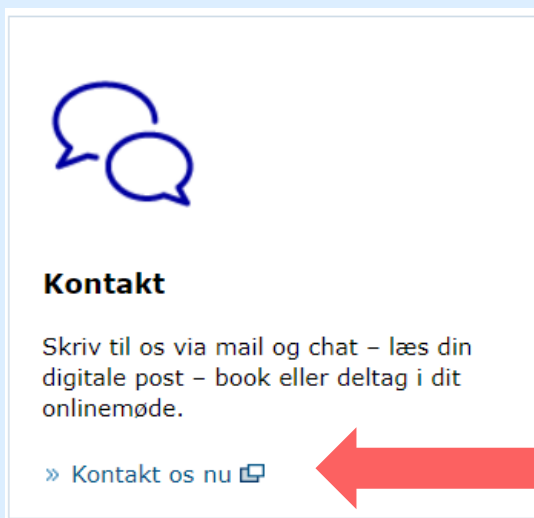 Kontakt
Skriv til os via mail og chat – læs din
digitale post – book eller deltag i dit
onlinemøde.
» Kontakt os nu